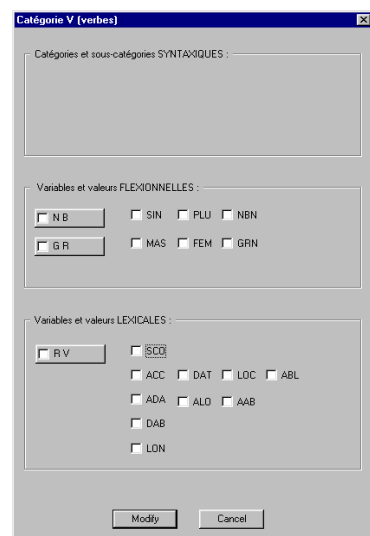 Catégorie V (verbes)
Catégories et sous-catégories SYNTAXIQUES :
Variables et valeurs FLEXIONNELLES :
N B SIN PLU NBN
G R MAS FEM GRN
Variables et valeurs LEXICALES :
R V SCO
ACC DAT LOC ABL
ADA ALO AAB
DAB
LON
Modify Cancel